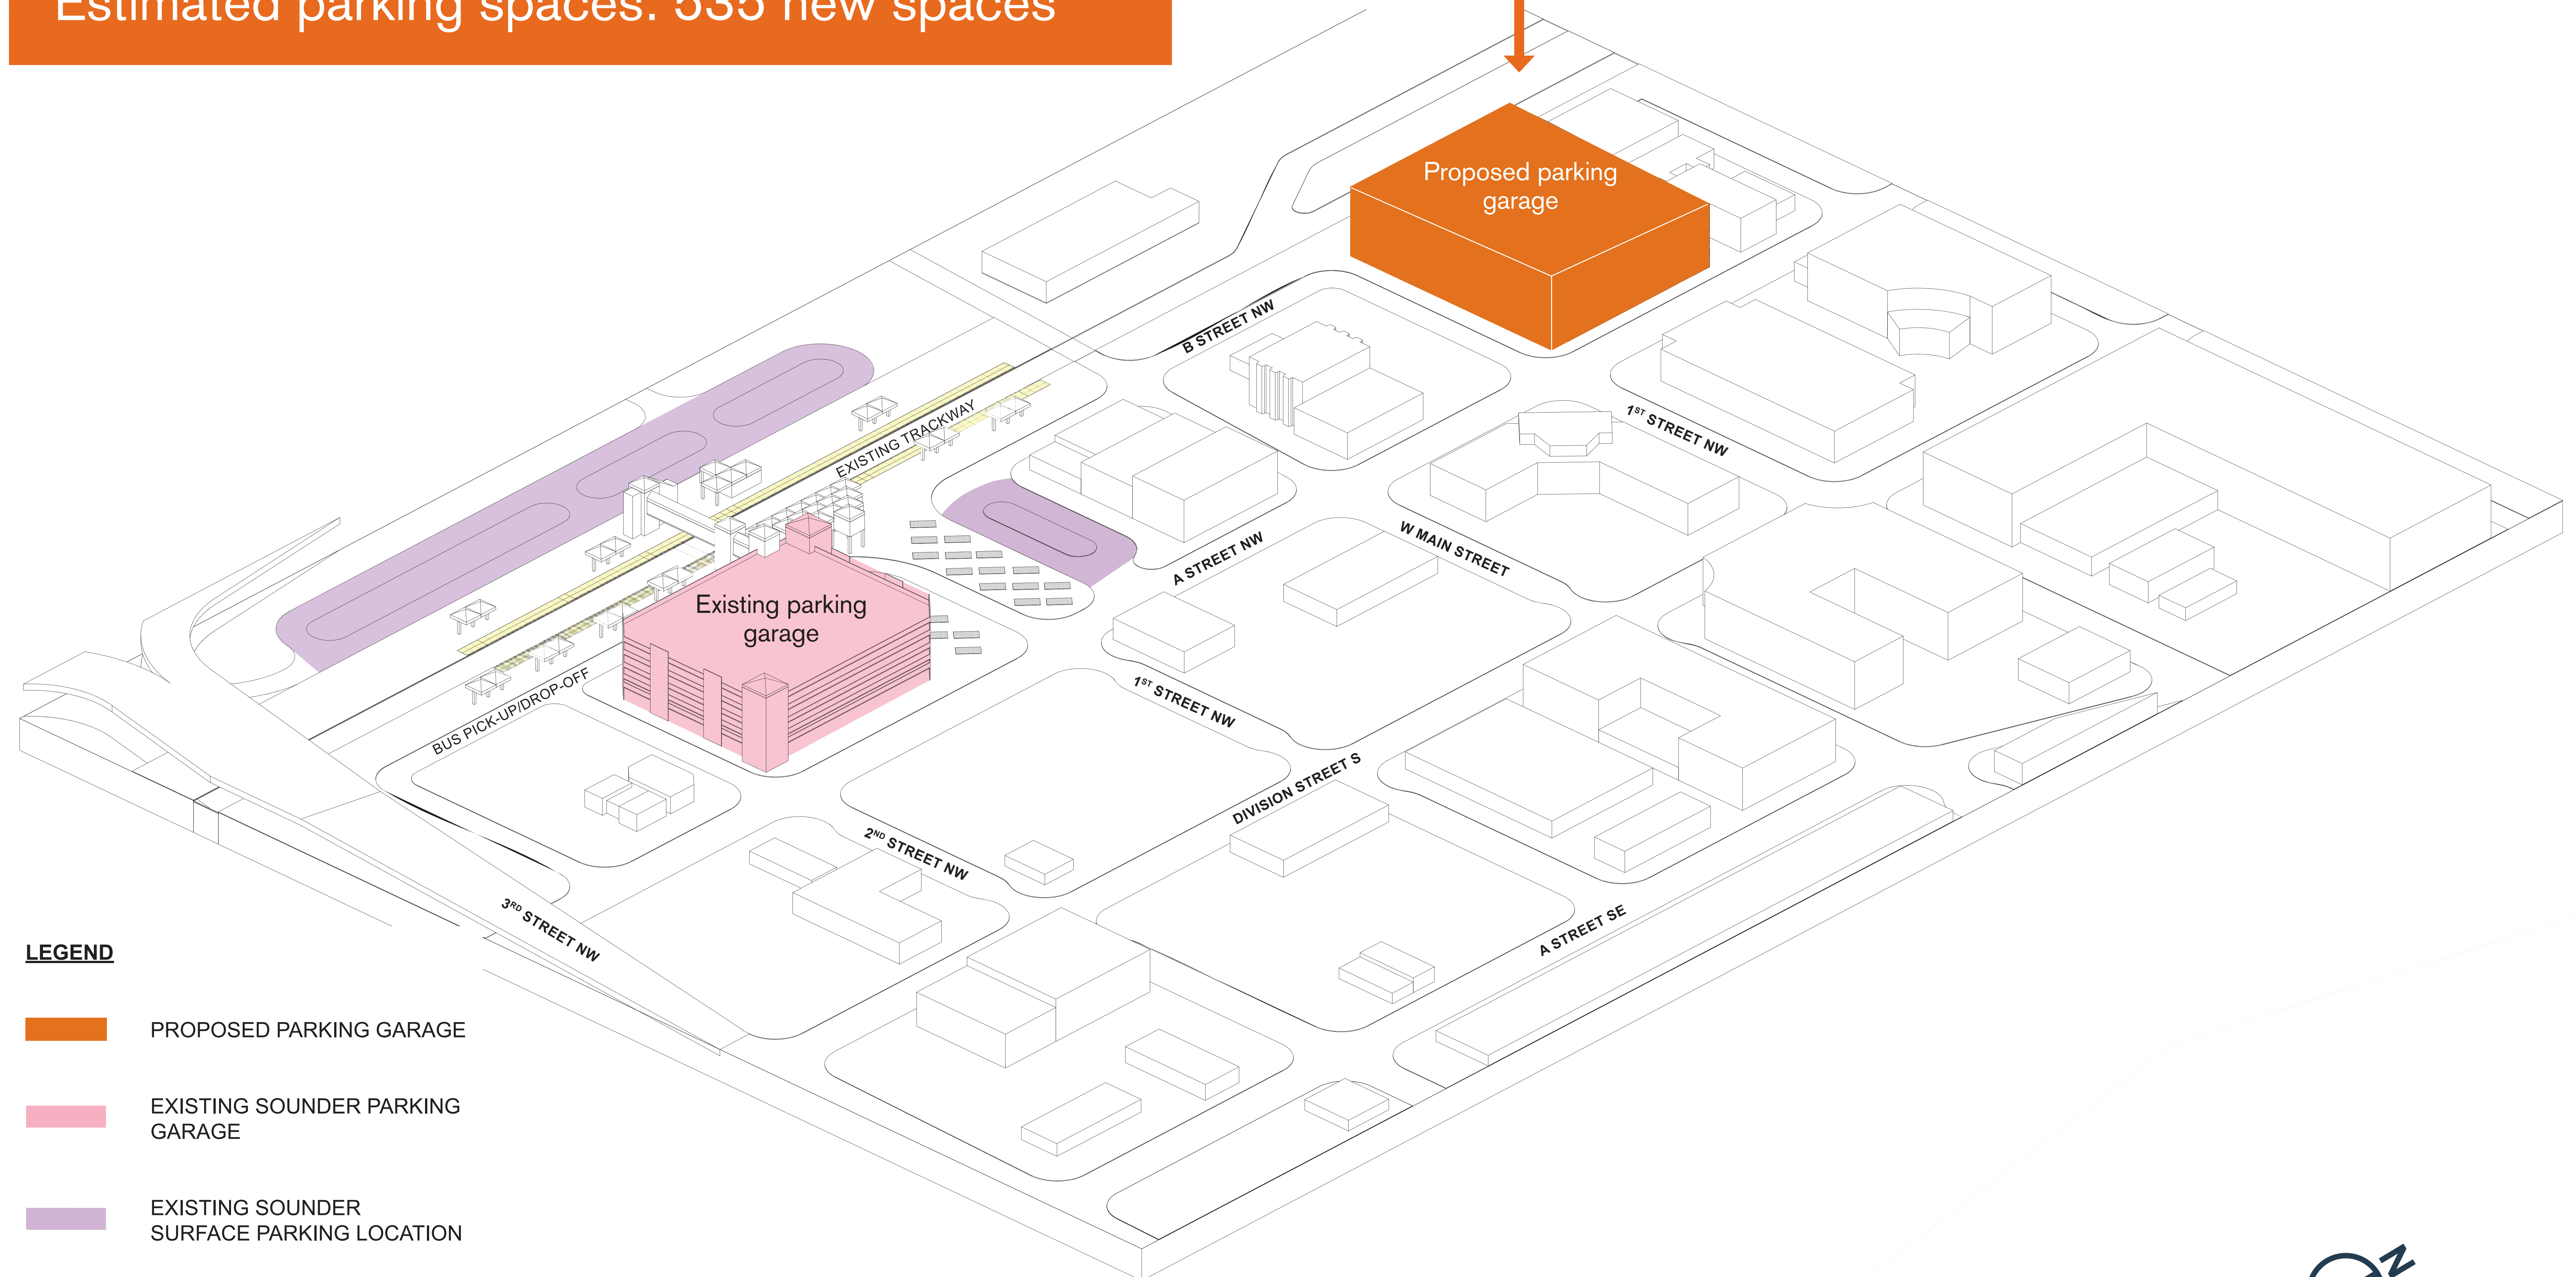 Estimated parking spaces: 535 new spaces
Proposed parking
garage
B STREET NW
EXISTING TRACKWAY
1ST STREET NW
A STREET NW
W MAIN STREET
Existing parking
garage
BUS PICK-UP/DROP-OFF
1ST STREET NW
DIVISION STREET S
2ND STREET NW
3RD STREET NW
A STREET SE
LEGEND
PROPOSED PARKING GARAGE
EXISTING SOUNDER PARKING
GARAGE
EXISTING SOUNDER
SURFACE PARKING LOCATION
N